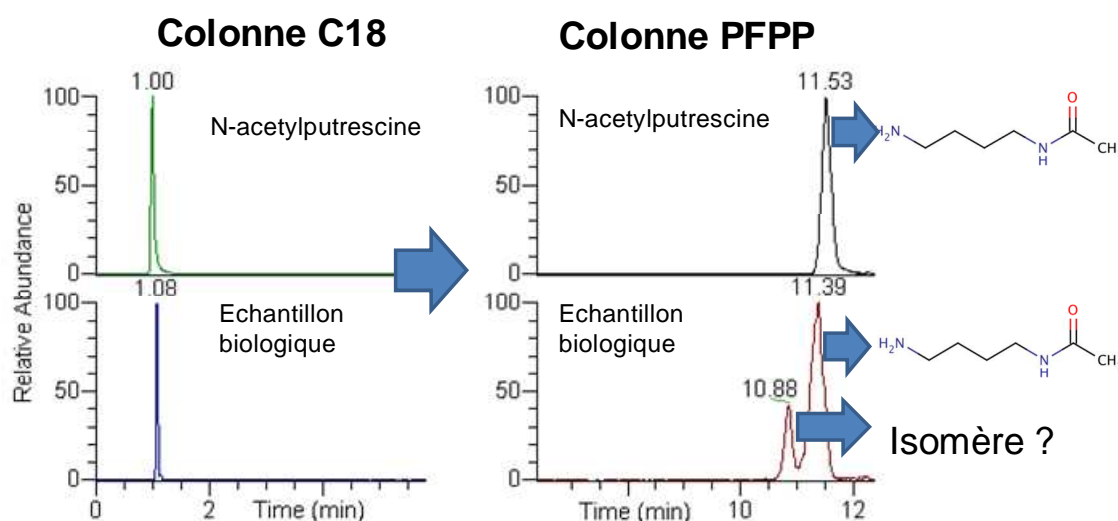 Colonne C18
Colonne PFPP
1.00
100
50
0
N-acetylputrescine
11.53
100
50
0
N-acetylputrescine
H₂N
N
H
O
CH
Relative Abundance
1.08
100
50
0
Echantillon
biologique
0
2
Time (min)
11.39
100
50
0
Echantillon
biologique
10.88
10
12
Time (min)
H₂N
N
H
O
CH
Isomère ?